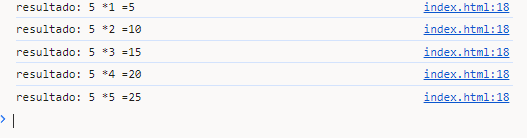 resultado: 5 *1 =5 index.html:18
resultado: 5 *2 =10 index.html:18
resultado: 5 *3 =15 index.html:18
resultado: 5 *4 =20 index.html:18
resultado: 5 *5 =25 index.html:18
>